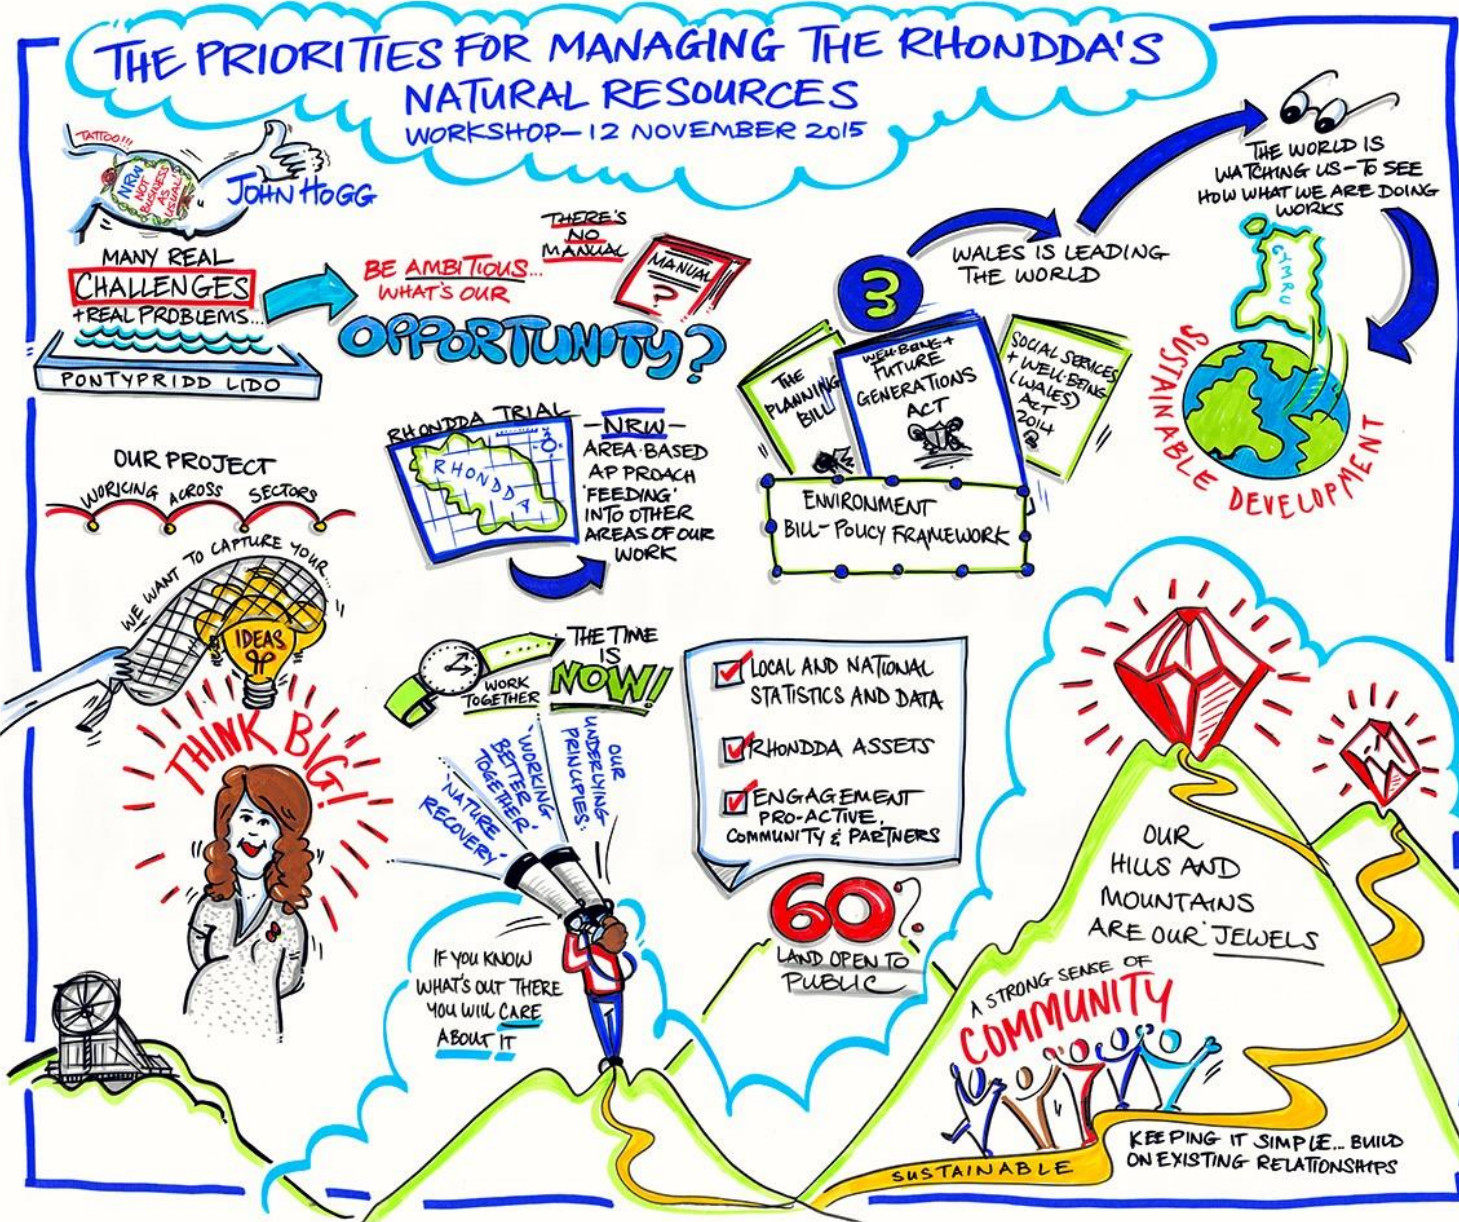 THE PRIORITIES FOR MANAGING THE RHONDDA'S
NATURAL RESOURCES
WORKSHOP-12 NOVEMBER 2015
TATTOO!!!
NRW
NOT
BUSINESS
AS
USUAL!
JOHN HOGG
MANY REAL
CHALLENGES
+REAL PROBLEMS...
PONTYPRIDD LIDO
BE AMBITIOUS...
WHAT'S OUR
OPPORTUNITY?
THERE'S
NO
MANUAL
MANUAL
?
3
WALES IS LEADING
THE WORLD
THE WORLD IS
WATCHING US-TO SEE
HOW WHAT WE ARE DOING
WORKS
CYMRU
SUSTAINABLE DEVELOPMENT
THE
PLANNING
BILL
WELL-BEING +
FUTURE
GENERATIONS
ACT
SOCIAL SERVICES
+ WELL-BEING
(WALES)
ACT
2014
ENVIRONMENT
BILL-POLICY FRAMEWORK
RHONDDA TRIAL
RHONDDA
-NRW-
AREA-BASED
APPROACH
'FEEDING'
INTO OTHER
AREAS OF OUR
WORK
OUR PROJECT
WORKING ACROSS SECTORS
WE WANT TO CAPTURE YOUR...
IDEAS
THINK BIG!
WORK
TOGETHER
THE TIME
IS
NOW!
OUR
UNDERLYING
PRINCIPLES:
'WORKING
BETTER
TOGETHER'
'NATURE
RECOVERY'
LOCAL AND NATIONAL
STATISTICS AND DATA
RHONDDA ASSETS
ENGAGEMENT
PRO-ACTIVE,
COMMUNITY & PARTNERS
60?
LAND OPEN TO
PUBLIC
IF YOU KNOW
WHAT'S OUT THERE
YOU WILL CARE
ABOUT IT
OUR
HILLS AND
MOUNTAINS
ARE OUR 'JEWELS
A STRONG SENSE OF
COMMUNITY
SUSTAINABLE
KEEPING IT SIMPLE... BUILD
ON EXISTING RELATIONSHIPS